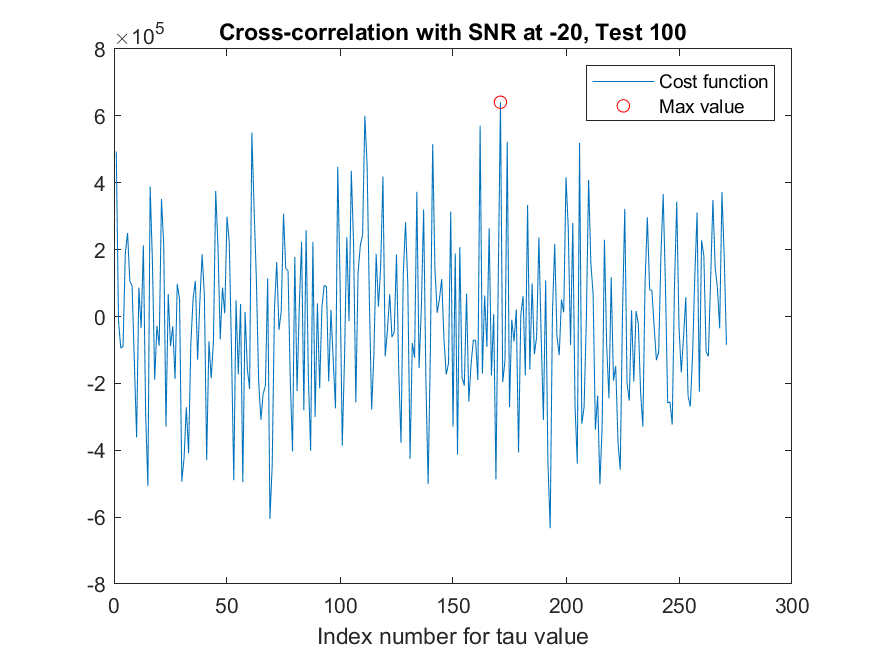 ×10⁵
Cross-correlation with SNR at -20, Test 100
Cost function
Max value
8
6
4
2
0
-2
-4
-6
-8
0 50 100 150 200 250 300
Index number for tau value